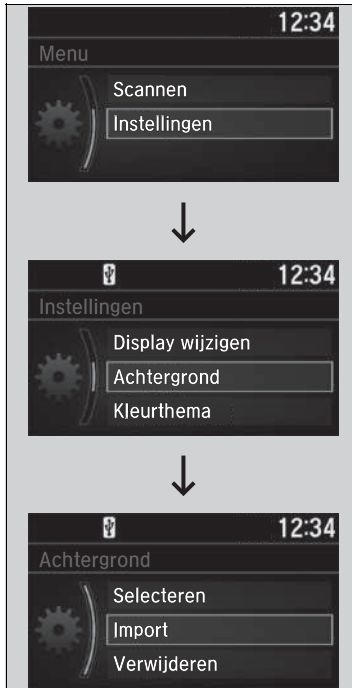 12:34
Menu
Scannen
Instellingen
↓
12:34
Instellingen
Display wijzigen
Achtergrond
Kleurthema
↓
12:34
Achtergrond
Selecteren
Import
Verwijderen